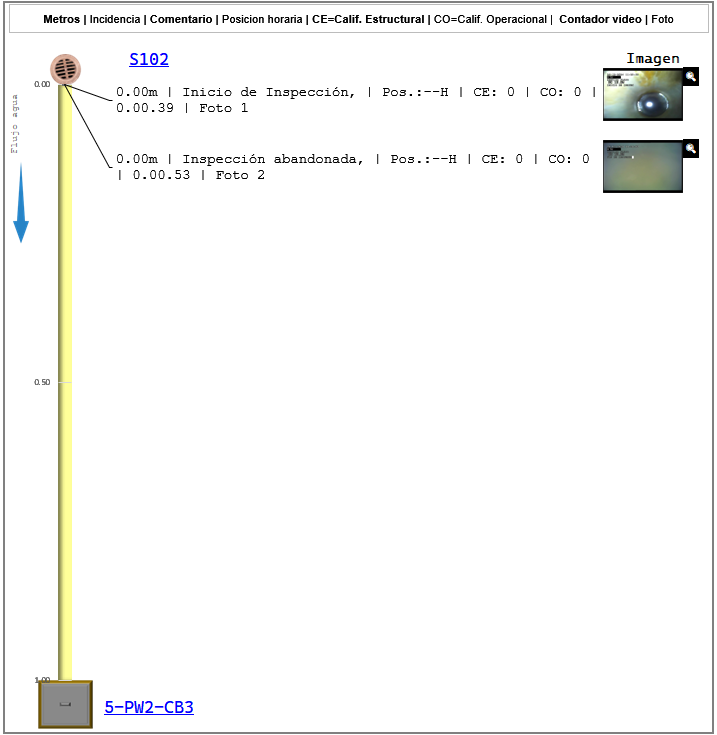 Metros | Incidencia | Comentario | Posicion horaria | CE=Calif. Estructural | CO=Calif. Operacional | Contador video | Foto
S102
Imagen
0.00
0.00m | Inicio de Inspección, | Pos.:--H | CE: 0 | CO: 0 |
0.00.39 | Foto 1
Flujo agua
0.00m | Inspección abandonada, | Pos.:--H | CE: 0 | CO: 0
| 0.00.53 | Foto 2
0.50
1.00
5-PW2-CB3